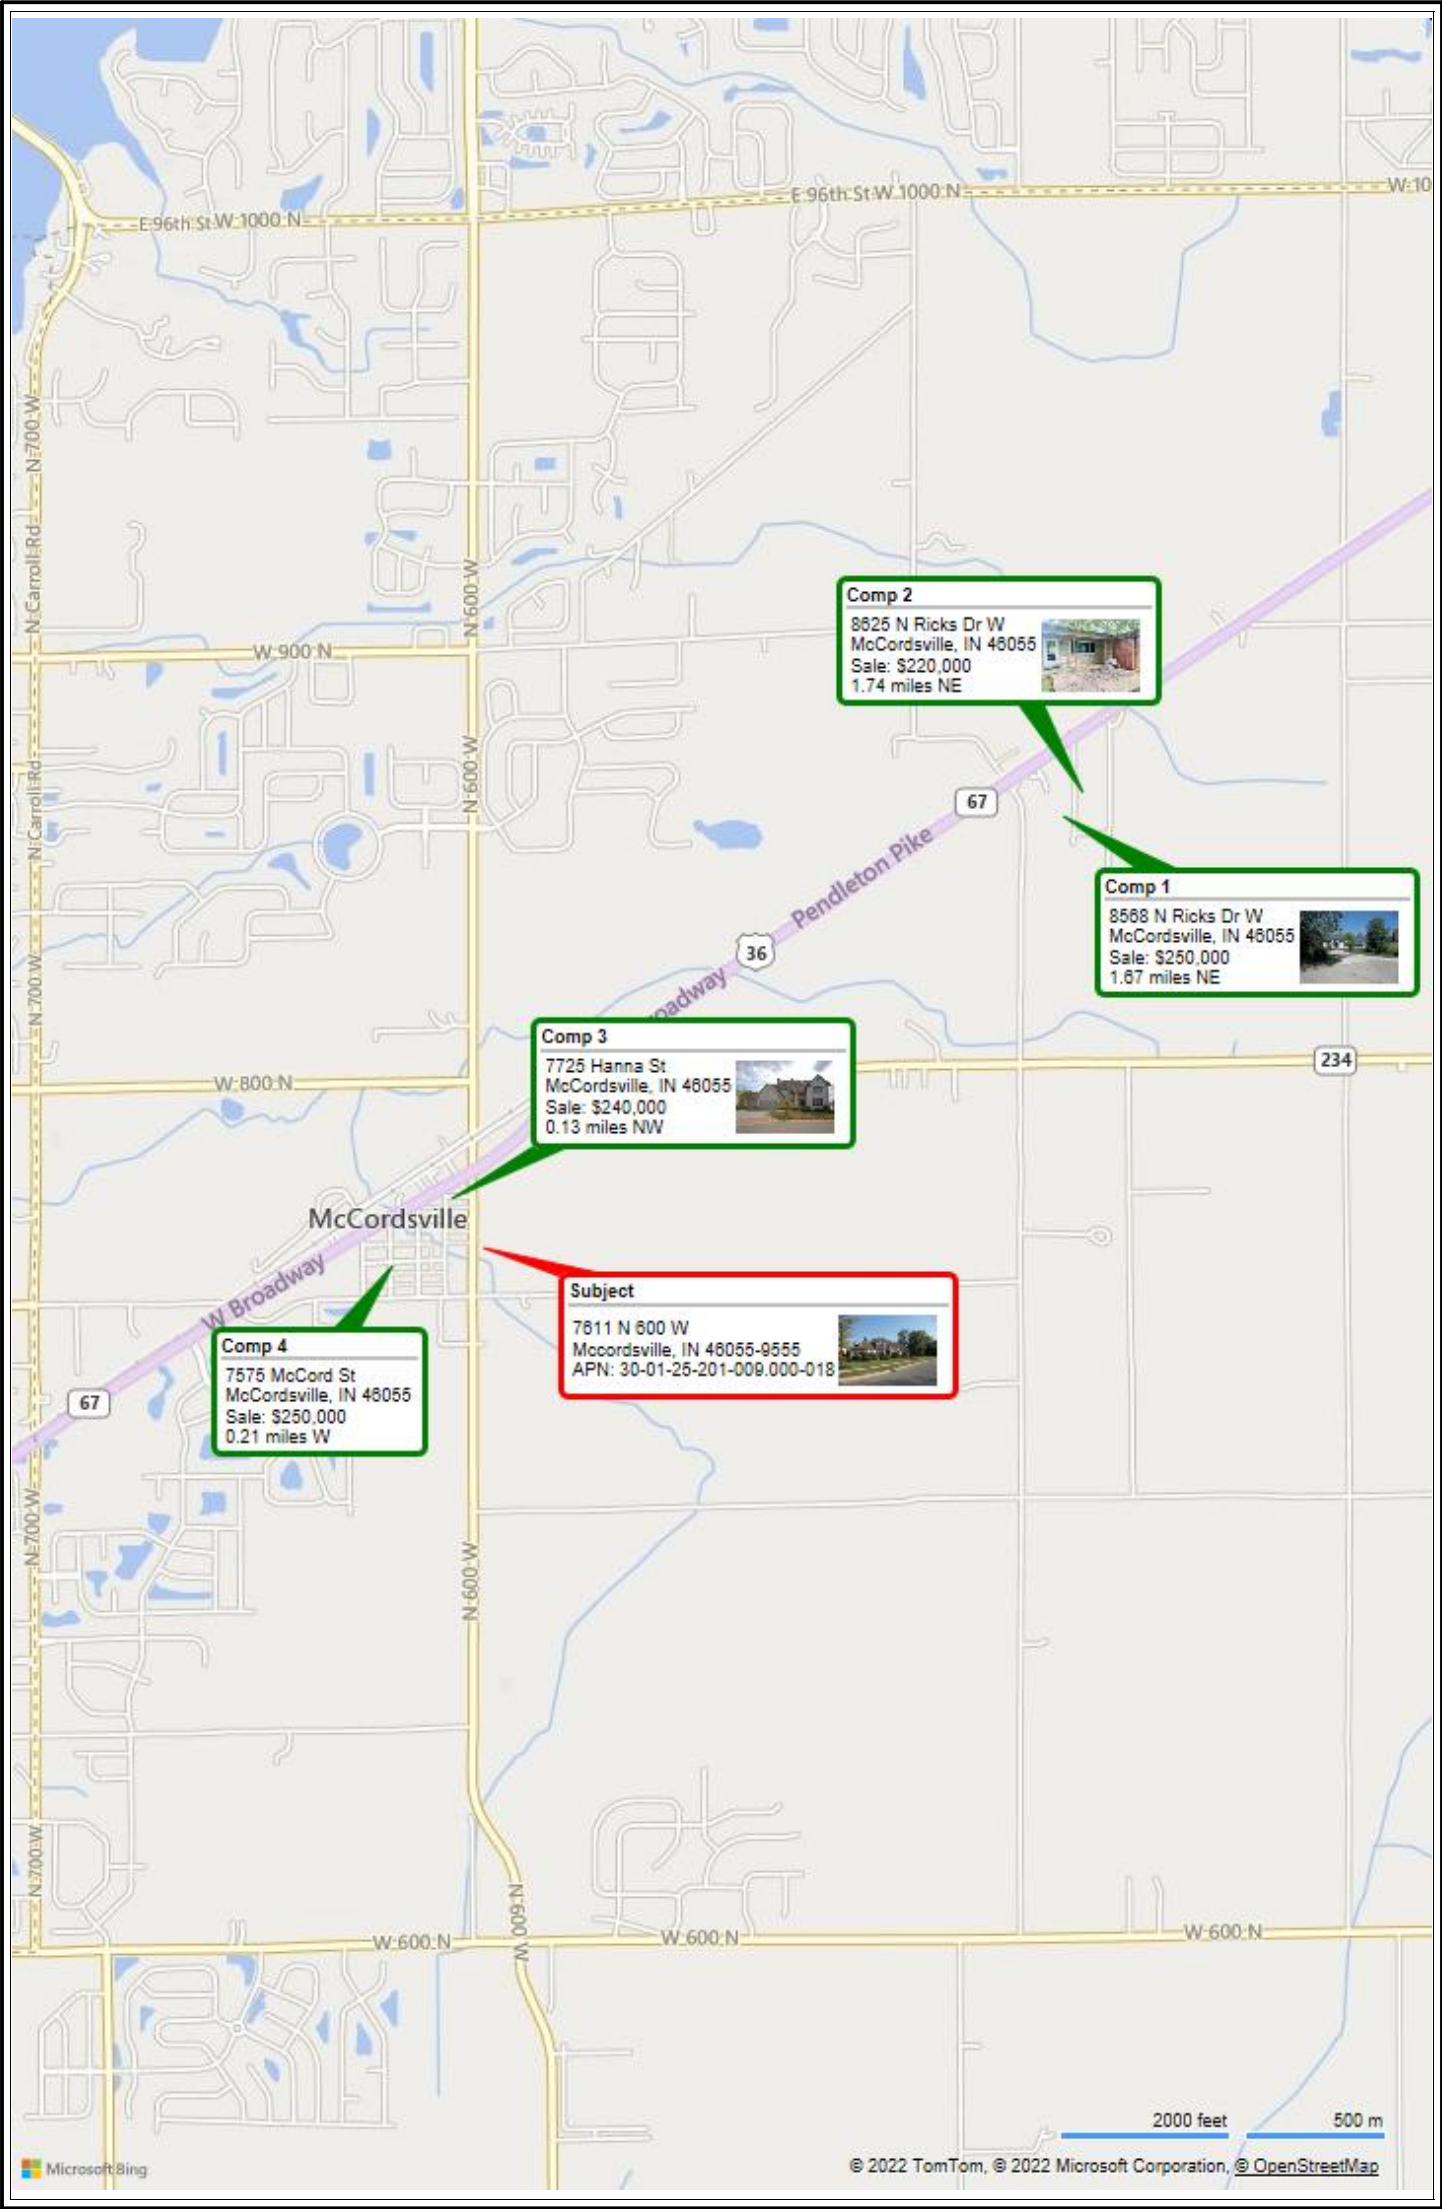 E 96th St W 1000 N
E 96th St W 1000 N
W 10
N 700 W
N Carroll Rd
N 600 W
W 900 N
Comp 2
8625 N Ricks Dr W
McCordsville, IN 46055
Sale: $220,000
1.74 miles NE
N 600 W
N Carroll Rd
67
Pendleton Pike
Comp 1
8568 N Ricks Dr W
McCordsville, IN 46055
Sale: $250,000
1.67 miles NE
36
N 700 W
oadway
Comp 3
7725 Hanna St
McCordsville, IN 46055
Sale: $240,000
0.13 miles NW
234
W 800 N
McCordsville
W Broadway
Subject
7611 N 600 W
Mccordsville, IN 46055-9555
APN: 30-01-25-201-009.000-018
Comp 4
7575 McCord St
McCordsville, IN 46055
Sale: $250,000
0.21 miles W
67
N 700 W
N 600 W
N 700 W
N 600 W
W 600 N
W 600 N
W 600 N
2000 feet
500 m
Microsoft Bing
© 2022 TomTom, © 2022 Microsoft Corporation, © OpenStreetMap